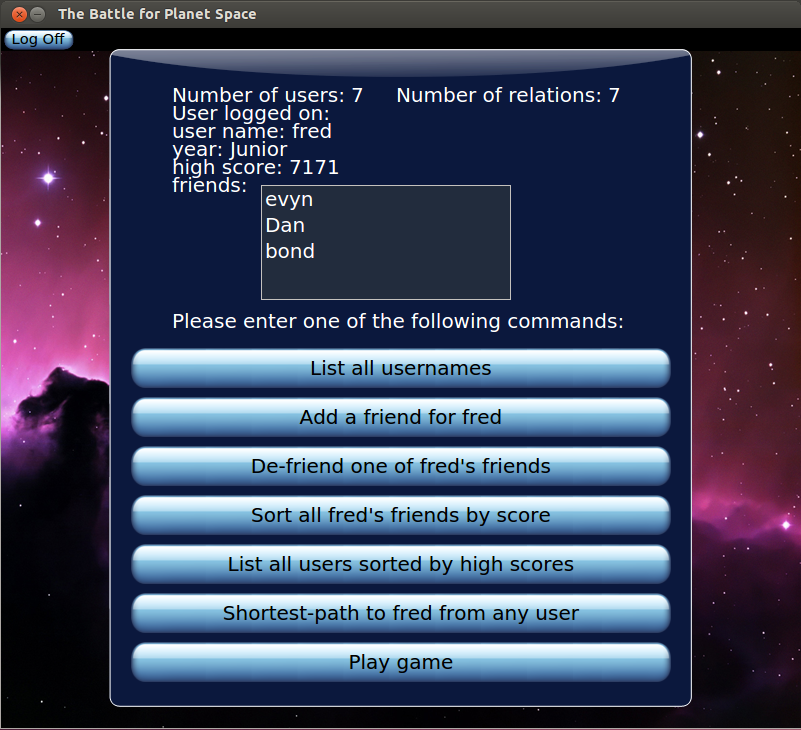 The Battle for Planet Space
Log Off
Number of users: 7 Number of relations: 7
User logged on:
user name: fred
year: Junior
high score: 7171
friends:
evyn
Dan
bond
Please enter one of the following commands:
List all usernames
Add a friend for fred
De-friend one of fred's friends
Sort all fred's friends by score
List all users sorted by high scores
Shortest-path to fred from any user
Play game